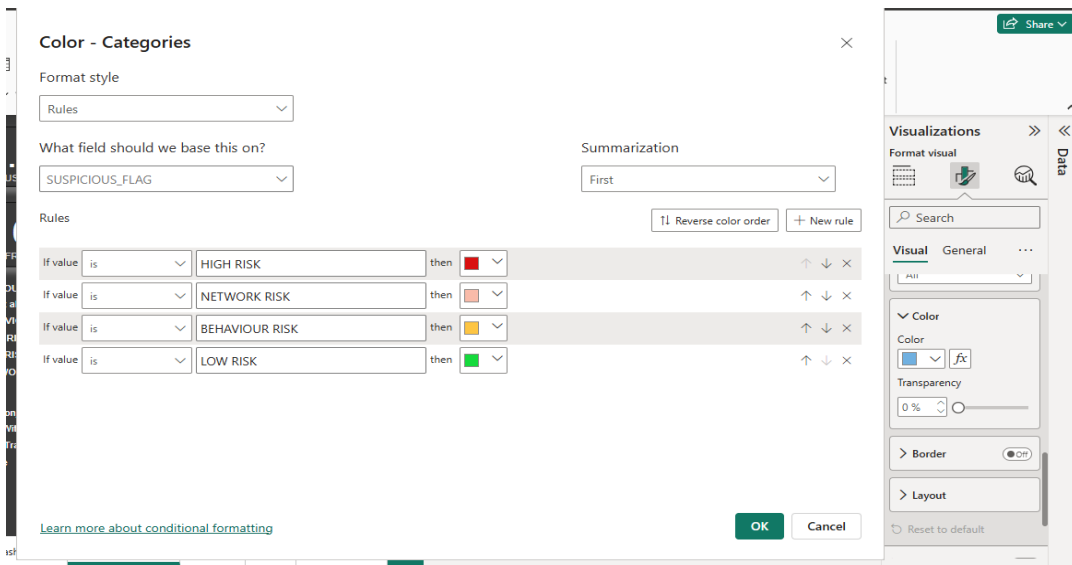 Color - Categories
Share
Format style
Rules
What field should we base this on?
Summarization
SUSPICIOUS_FLAG
First
Rules
Reverse color order
New rule
If value is HIGH RISK then
If value is NETWORK RISK then
If value is BEHAVIOUR RISK then
If value is LOW RISK then
Learn more about conditional formatting
OK
Cancel
Visualizations
Data
Format visual
Search
Visual General ...
All
Color
Color
fx
Transparency
0 %
Border
Off
Layout
Reset to default